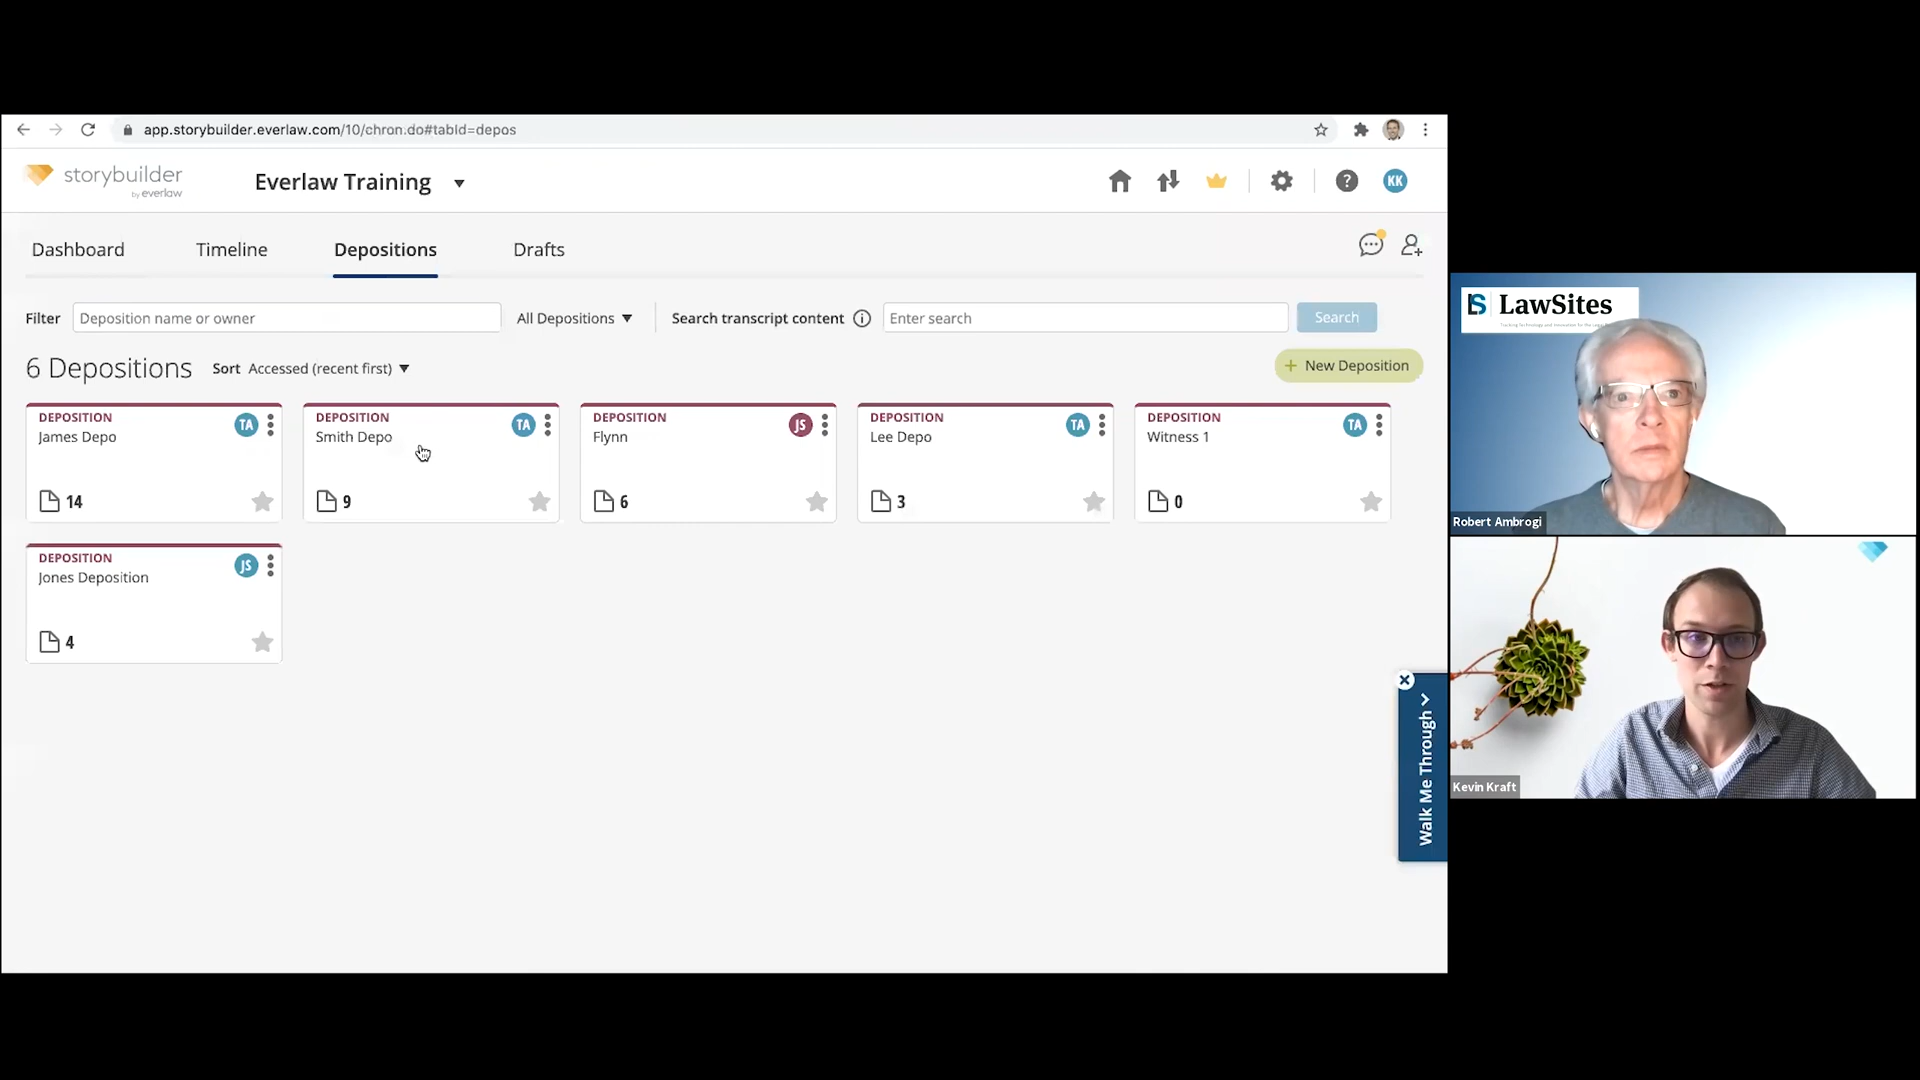 app.storybuilder.everlaw.com/10/chron.do#tabId=depos
storybuilder
by everlaw
Everlaw Training
KK
Dashboard
Timeline
Depositions
Drafts
Filter
Deposition name or owner
All Depositions
Search transcript content
Enter search
Search
6 Depositions
Sort Accessed (recent first)
+ New Deposition
DEPOSITION
James Depo
TA
14
DEPOSITION
Smith Depo
TA
9
DEPOSITION
Flynn
JS
6
DEPOSITION
Lee Depo
TA
3
DEPOSITION
Witness 1
TA
0
DEPOSITION
Jones Deposition
JS
4
Walk Me Through
LS LawSites
Robert Ambrogi
Kevin Kraft